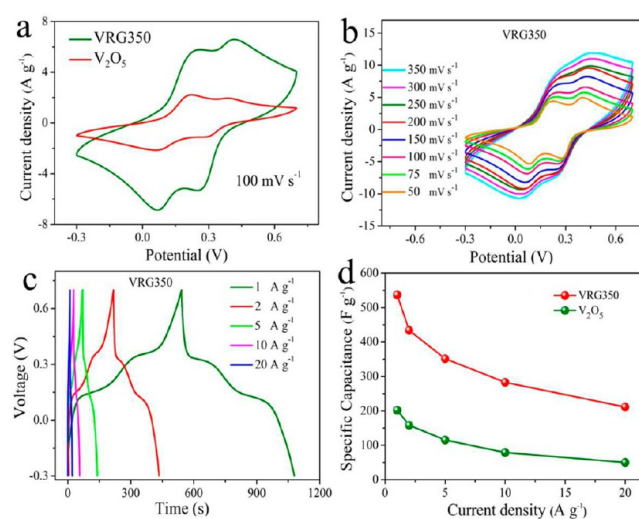 a
VRG350
V₂O₅
100 mV s⁻¹
Current density (A g⁻¹)
8
4
0
-4
-8
-0.3
0.0
0.3
0.6
Potential (V)
b
VRG350
350 mV s⁻¹
300 mV s⁻¹
250 mV s⁻¹
200 mV s⁻¹
150 mV s⁻¹
100 mV s⁻¹
75 mV s⁻¹
50 mV s⁻¹
Current density (A g⁻¹)
15
10
5
0
-5
-10
-15
-0.6
-0.3
0.0
0.3
0.6
Potential (V)
c
VRG350
1 A g⁻¹
2 A g⁻¹
5 A g⁻¹
10 A g⁻¹
20 A g⁻¹
Voltage (V)
0.6
0.3
0.0
-0.3
0
300
600
900
1200
Time (s)
d
VRG350
V₂O₅
Specific Capacitance (F g⁻¹)
600
500
400
300
200
100
0
0
5
10
15
20
Current density (A g⁻¹)